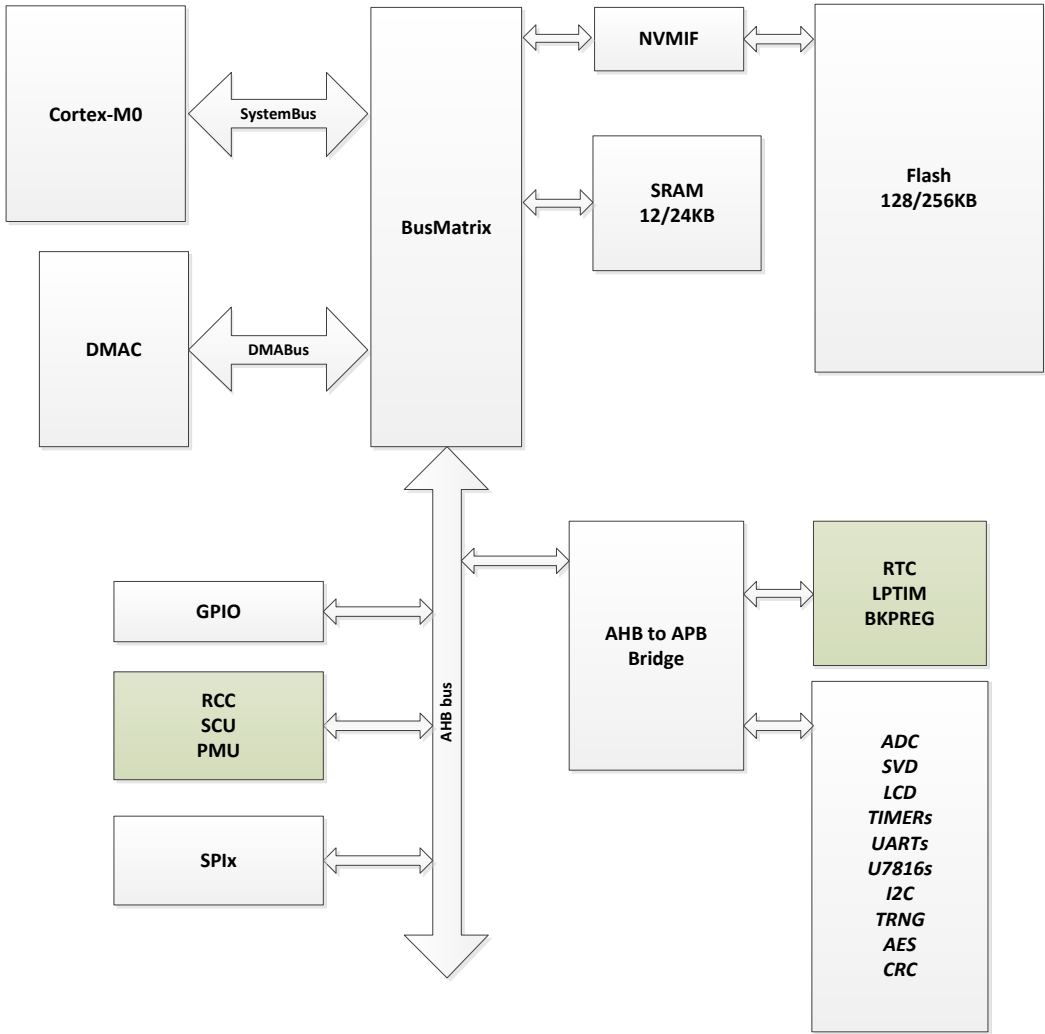 Cortex-M0
SystemBus
BusMatrix
NVMIF
Flash
128/256KB
SRAM
12/24KB
DMAC
DMABus
AHB bus
GPIO
RCC
SCU
PMU
SPIx
AHB to APB
Bridge
RTC
LPTIM
BKPREG
ADC
SVD
LCD
TIMERs
UARTs
U7816s
I2C
TRNG
AES
CRC